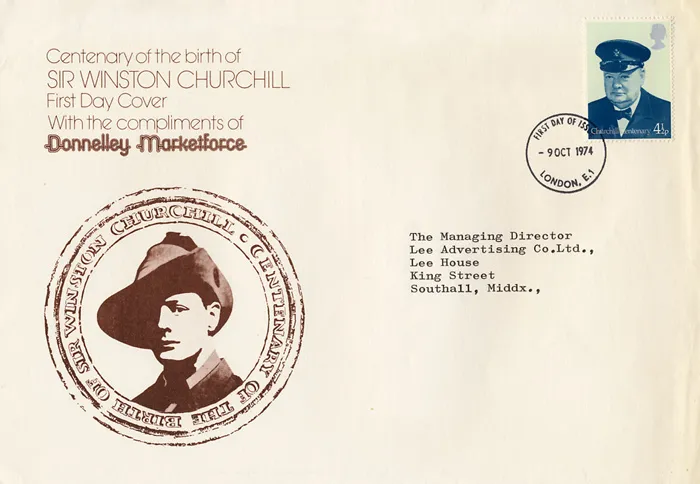 Centenary of the birth of
SIR WINSTON CHURCHILL
First Day Cover
With the compliments of
Donnelley Marketforce
Churchill Centenary 4½p
FIRST DAY OF ISS
- 9 OCT 1974
LONDON, E.1
The Managing Director
Lee Advertising Co.Ltd.,
Lee House
King Street
Southall, Middx.,
CENTENARY OF THE BIRTH OF SIR WINSTON CHURCHILL ·